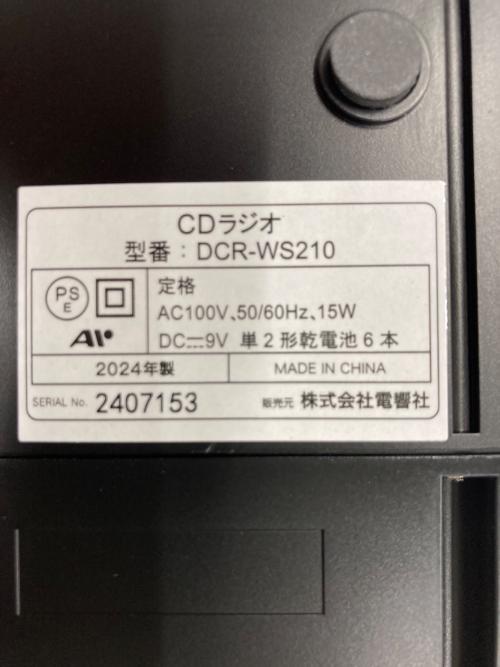 CDラジオ
型番：DCR-WS210
PS
E
定格
AC100V、50/60Hz、15W
DC⎓9V 単2形乾電池6本
2024年製
MADE IN CHINA
SERIAL No. 2407153
販売元 株式会社電響社